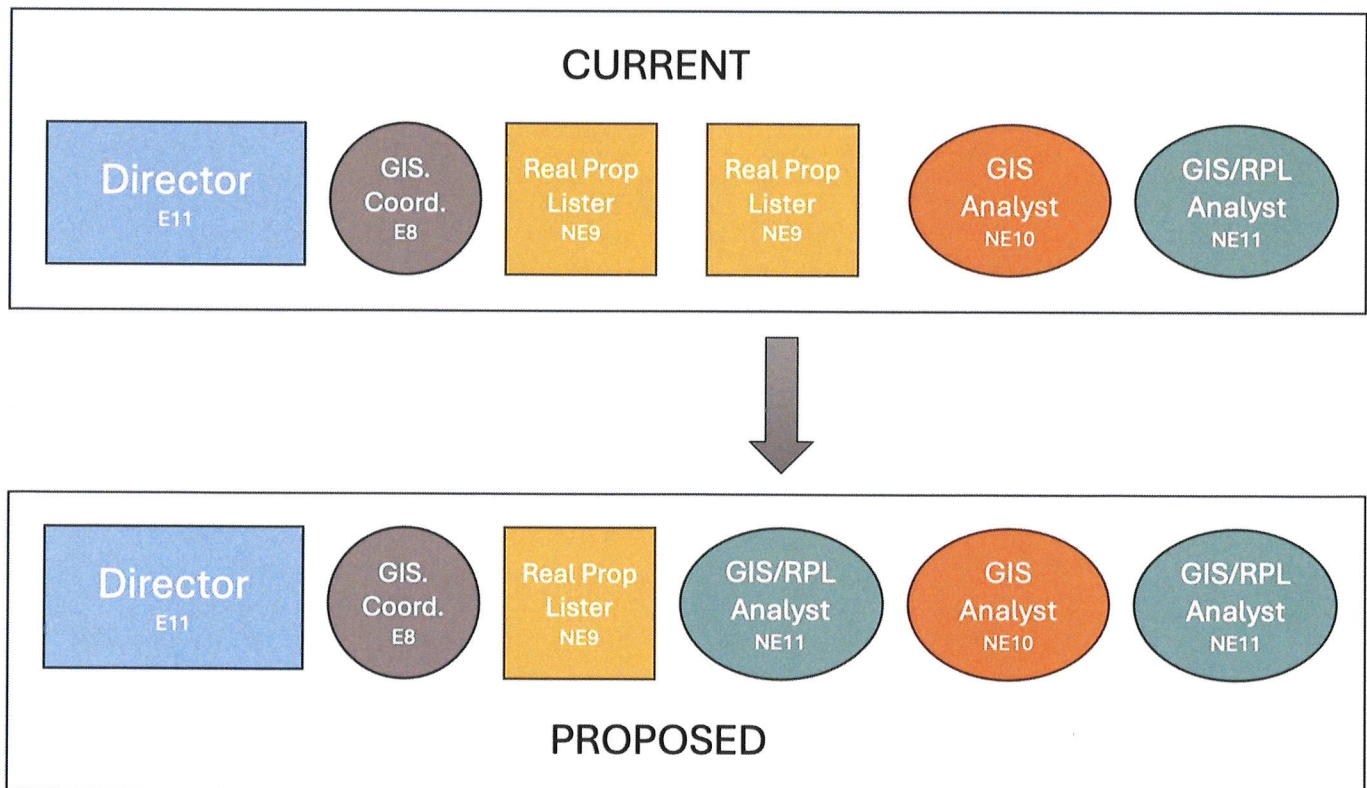 CURRENT
Director
E11
GIS.
Coord.
E8
Real Prop
Lister
NE9
Real Prop
Lister
NE9
GIS
Analyst
NE10
GIS/RPL
Analyst
NE11
Director
E11
GIS.
Coord.
E8
Real Prop
Lister
NE9
GIS/RPL
Analyst
NE11
GIS
Analyst
NE10
GIS/RPL
Analyst
NE11
PROPOSED